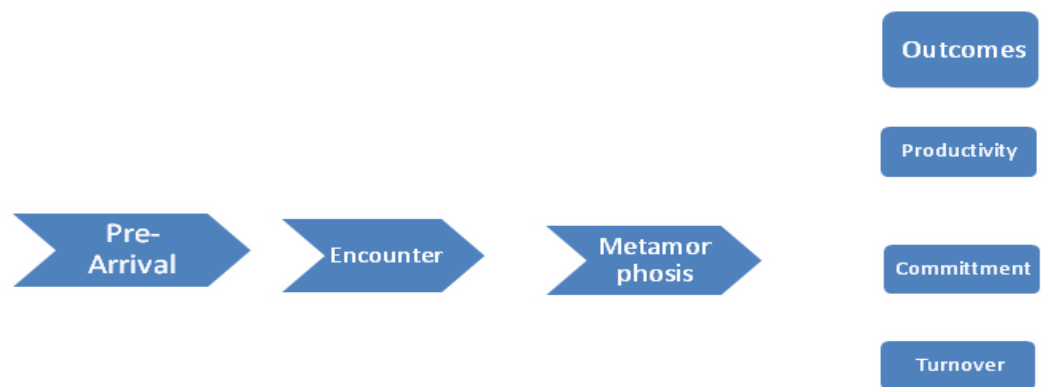 Outcomes
Productivity
Pre-
Arrival
Encounter
Metamor
phosis
Committment
Turnover